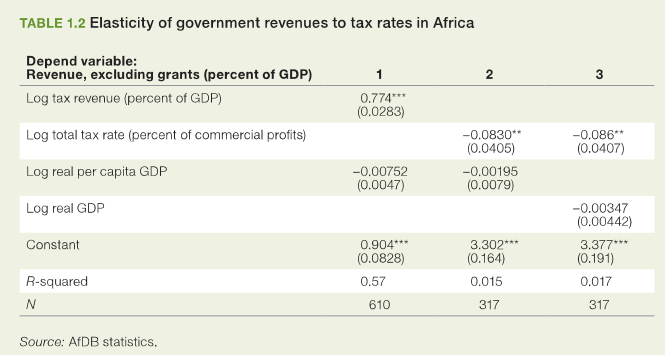 TABLE 1.2 Elasticity of government revenues to tax rates in Africa
Depend variable:
Revenue, excluding grants (percent of GDP) 1 2 3
Log tax revenue (percent of GDP) 0.774***
(0.0283)
Log total tax rate (percent of commercial profits) −0.0830** −0.086**
(0.0405) (0.0407)
Log real per capita GDP −0.00752 −0.00195
(0.0047) (0.0079)
Log real GDP −0.00347
(0.00442)
Constant 0.904*** 3.302*** 3.377***
(0.0828) (0.164) (0.191)
R-squared 0.57 0.015 0.017
N 610 317 317
Source: AfDB statistics.